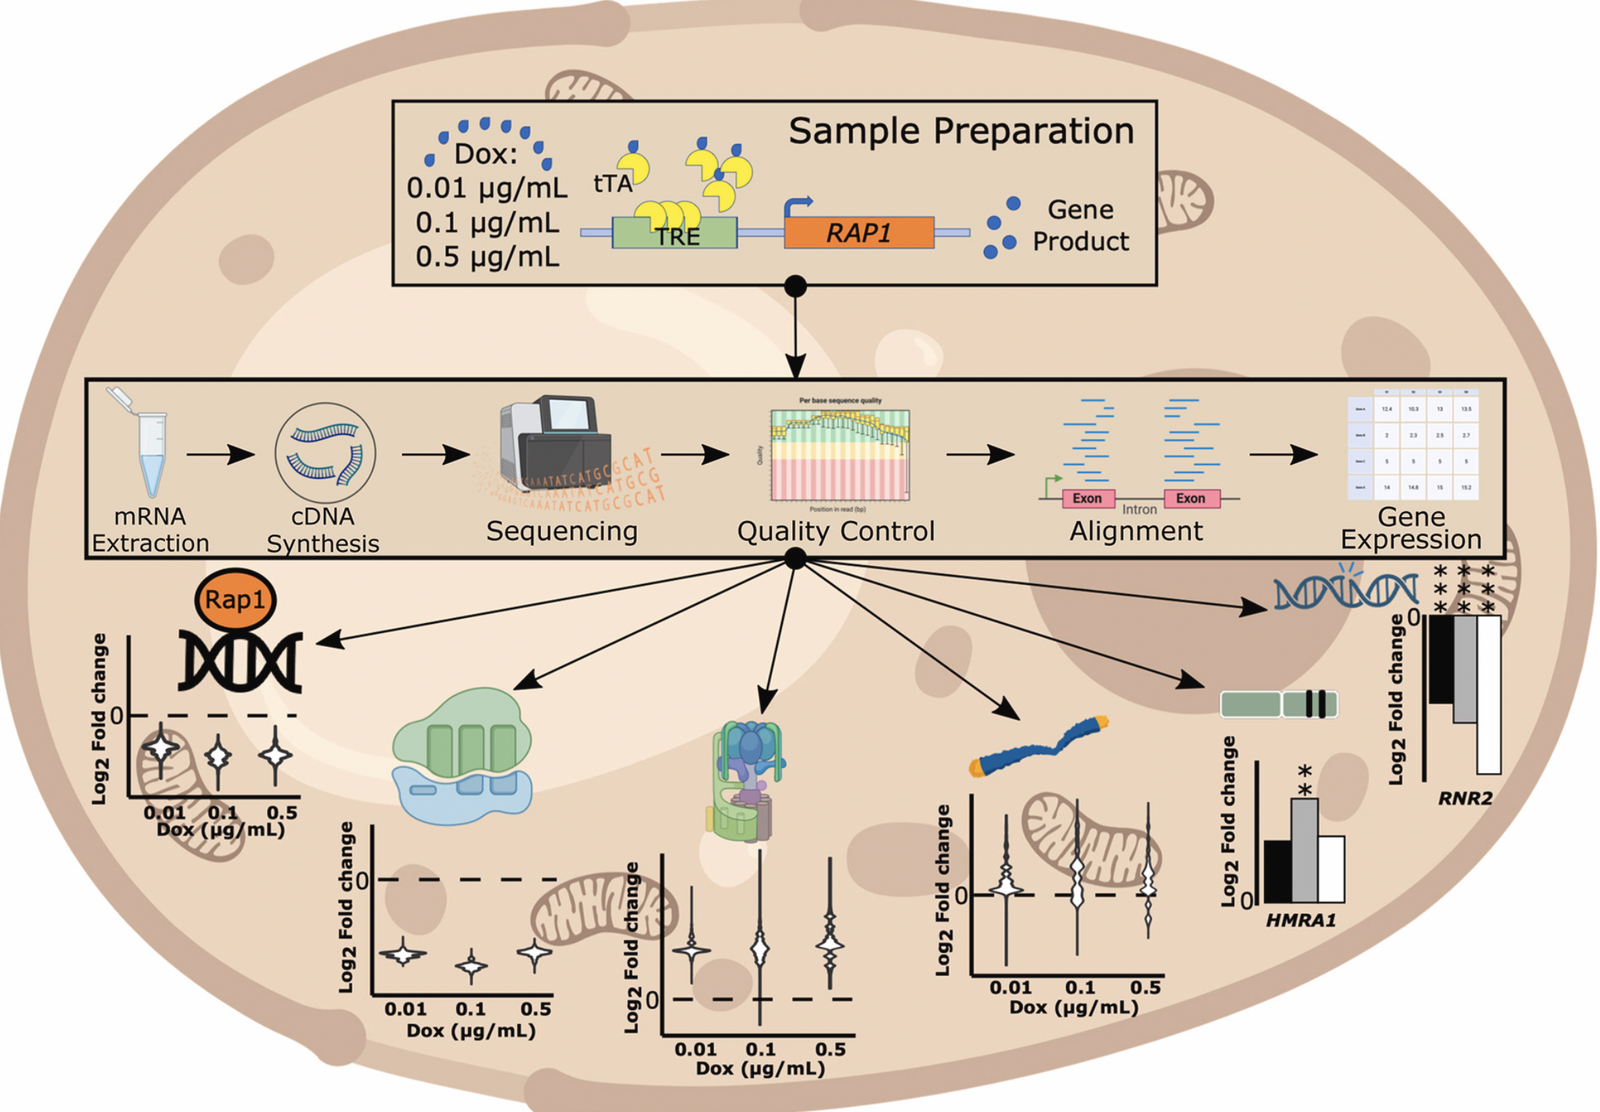 Sample Preparation
Dox:
0.01 µg/mL
0.1 µg/mL
0.5 µg/mL
tTA
TRE
RAP1
Gene
Product
mRNA
Extraction
cDNA
Synthesis
AAATATCATGCGCAT
TCAAATATCATGCG
TCAAATATCATGCGCAT
Sequencing
Per base sequence quality
Quality
Position in read (bp)
Quality Control
Exon
Intron
Exon
Alignment
12.4 10.3 13 13.5
2 2.3 2.5 2.7
5 5 5 5
14 14.8 15 15.2
Gene
Expression
Rap1
Log2 Fold change
0
0.01 0.1 0.5
Dox (µg/mL)
Log2 Fold change
0
0.01 0.1 0.5
Dox (µg/mL)
Log2 Fold change
0
0.01 0.1 0.5
Dox (µg/mL)
Log2 Fold change
0
0.01 0.1 0.5
Dox (µg/mL)
Log2 Fold change
0
*
*
HMRA1
Log2 Fold change
0
* * *
* * *
* * *
RNR2